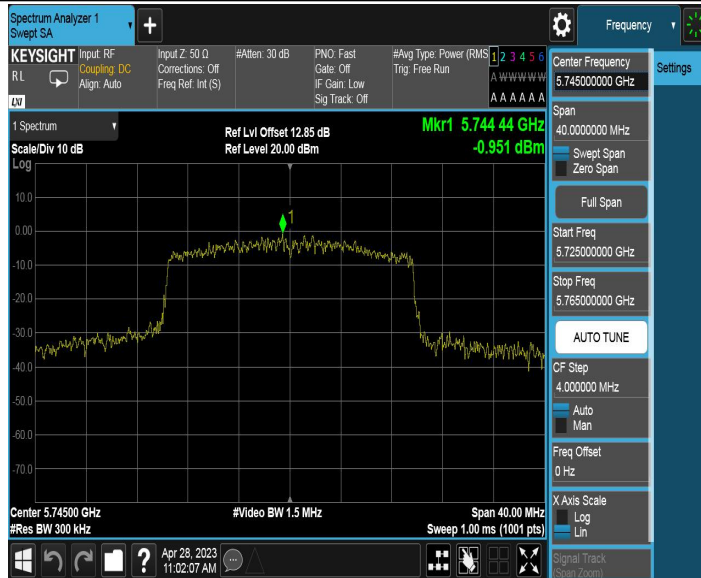 Spectrum Analyzer 1
Swept SA
Frequency
KEYSIGHT
RL
LXI
Input: RF
Coupling: DC
Align: Auto
Input Z: 50 Ω
Corrections: Off
Freq Ref: Int (S)
#Atten: 30 dB
PNO: Fast
Gate: Off
IF Gain: Low
Sig Track: Off
#Avg Type: Power (RMS
Trig: Free Run
1 2 3 4 5 6
A W W W W W
A A A A A A
1 Spectrum
Scale/Div 10 dB
Log
Ref Lvl Offset 12.85 dB
Ref Level 20.00 dBm
Mkr1 5.744 44 GHz
-0.951 dBm
1
10.0
0.00
-10.0
-20.0
-30.0
-40.0
-50.0
-60.0
-70.0
Center 5.74500 GHz
#Res BW 300 kHz
#Video BW 1.5 MHz
Span 40.00 MHz
Sweep 1.00 ms (1001 pts)
?
Apr 28, 2023
11:02:07 AM
Center Frequency
5.745000000 GHz
Span
40.0000000 MHz
Swept Span
Zero Span
Full Span
Start Freq
5.725000000 GHz
Stop Freq
5.765000000 GHz
AUTO TUNE
CF Step
4.000000 MHz
Auto
Man
Freq Offset
0 Hz
X Axis Scale
Log
Lin
Signal Track
(Span Zoom)
Settings